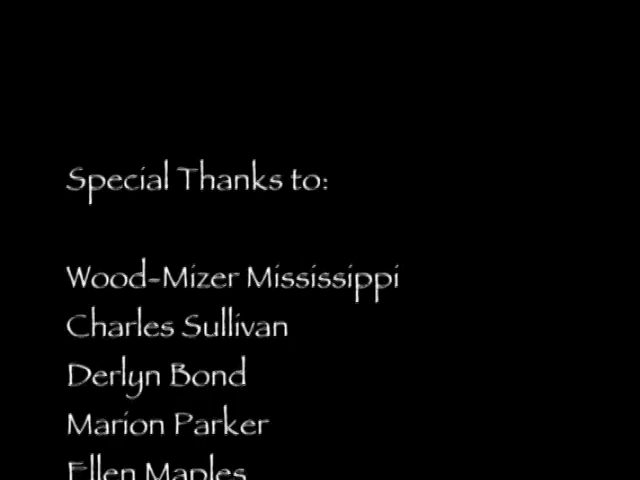 Special Thanks to:
Wood-Mizer Mississippi
Charles Sullivan
Derlyn Bond
Marion Parker
Ellen Maples